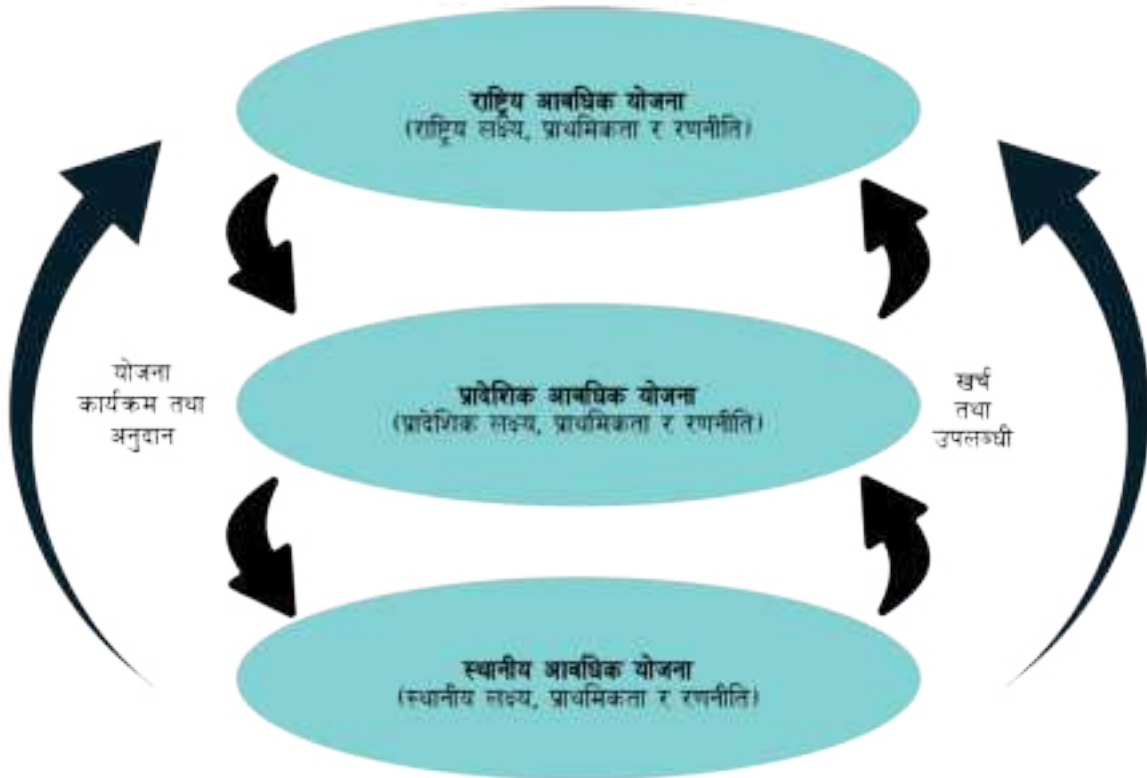 राष्ट्रिय आवधिक योजना
(राष्ट्रिय लक्ष्य, प्राथमिकता र रणनीति)
योजना
कार्यक्रम तथा
अनुदान
प्रादेशिक आवधिक योजना
(प्रादेशिक लक्ष्य, प्राथमिकता र रणनीति)
खर्च
तथा
उपलब्धी
स्थानीय आवधिक योजना
(स्थानीय लक्ष्य, प्राथमिकता र रणनीति)